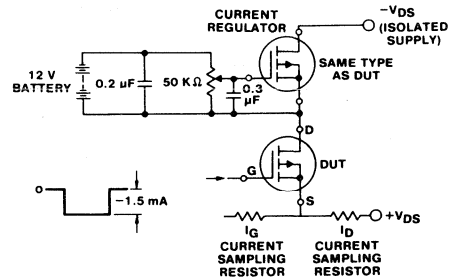 CURRENT
REGULATOR
−VDS
(ISOLATED
SUPPLY)
SAME TYPE
AS DUT
12 V
BATTERY
0.2 µF
50 KΩ
0.3
µF
D
DUT
G
S
0
−1.5 mA
+VDS
IG
CURRENT
SAMPLING
RESISTOR
ID
CURRENT
SAMPLING
RESISTOR